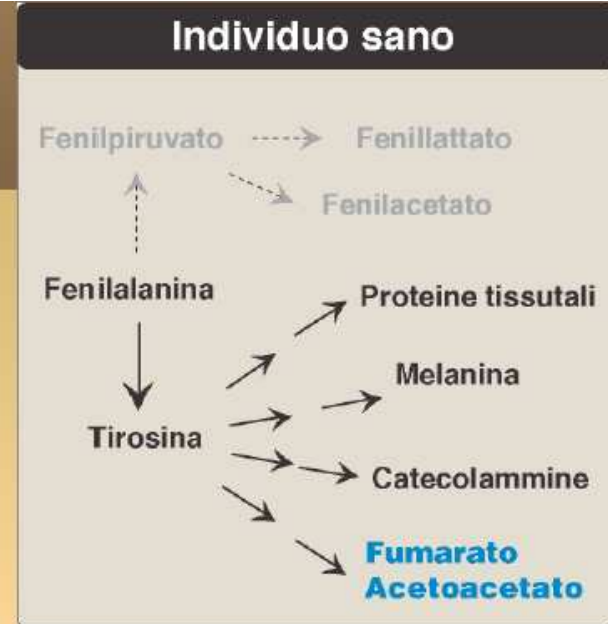 Individuo sano
Fenilpiruvato
Fenillattato
Fenilacetato
Fenilalanina
Proteine tissutali
Melanina
Tirosina
Catecolammine
Fumarato
Acetoacetato